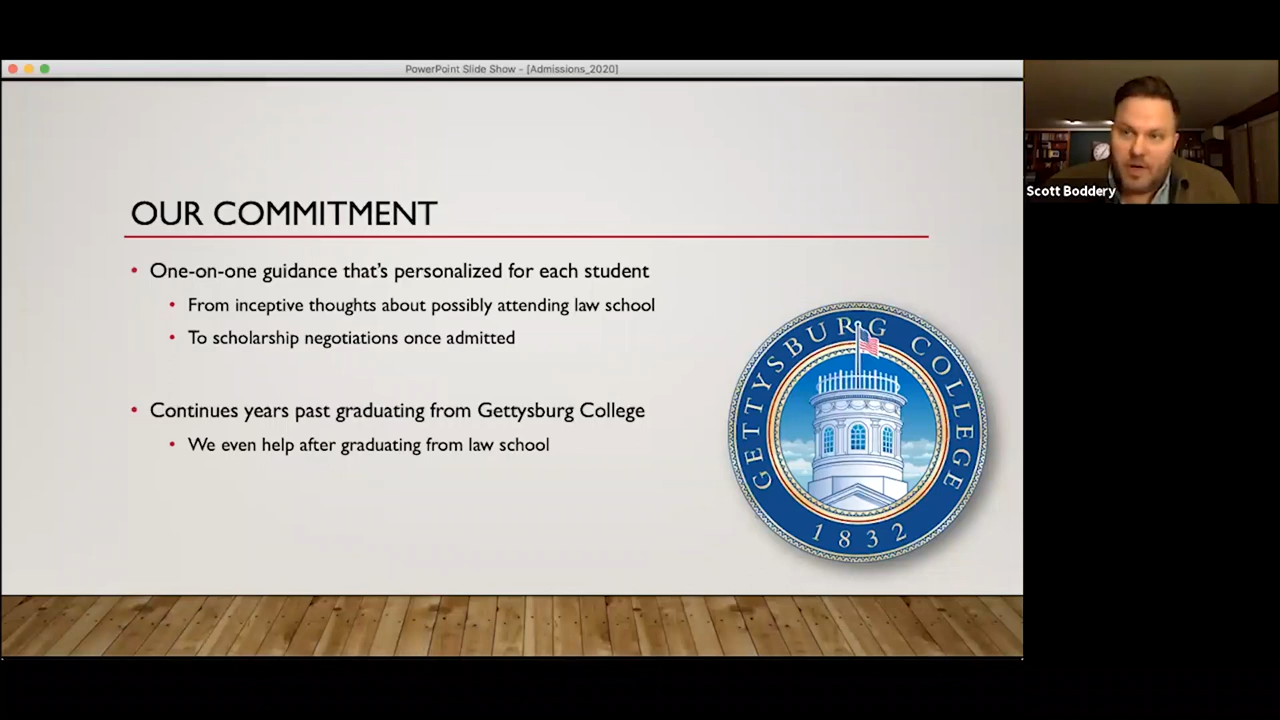 PowerPoint Slide Show - [Admissions_2020]
OUR COMMITMENT
• One-on-one guidance that's personalized for each student
• From inceptive thoughts about possibly attending law school
• To scholarship negotiations once admitted
• Continues years past graduating from Gettysburg College
• We even help after graduating from law school
GETTYSBURG COLLEGE
1832
Scott Boddery